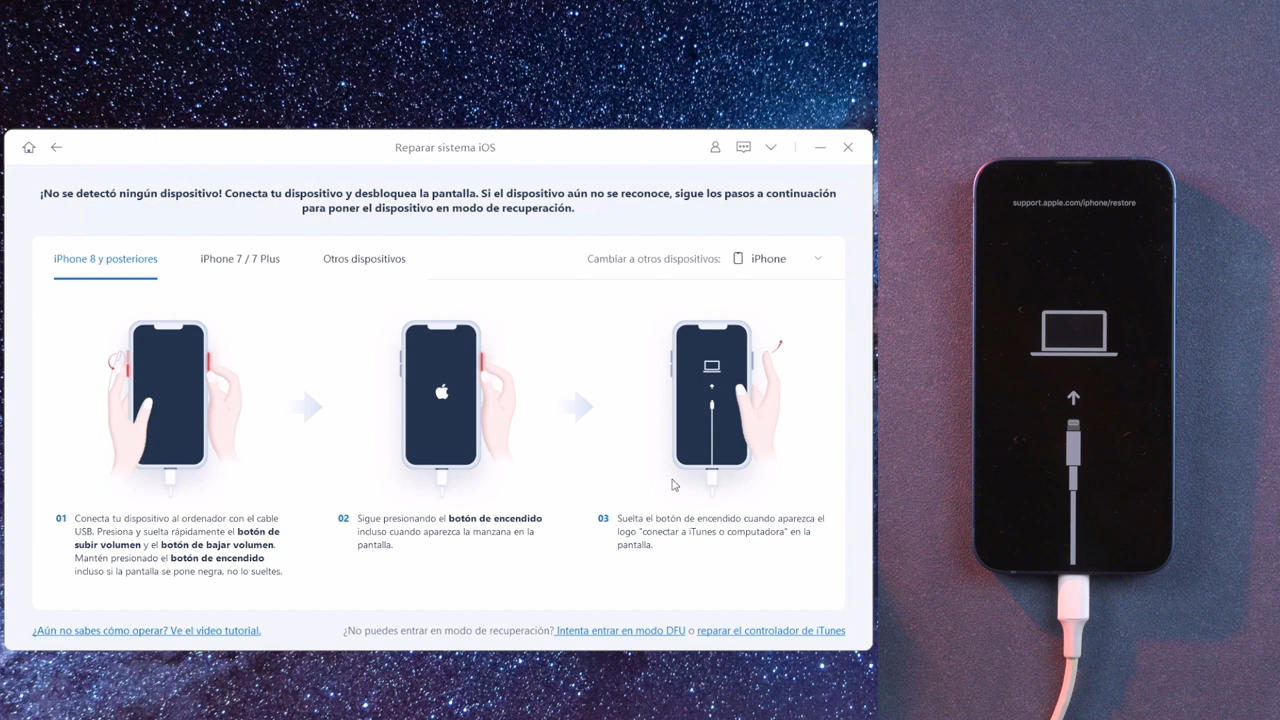 Reparar sistema iOS
¡No se detectó ningún dispositivo! Conecta tu dispositivo y desbloquea la pantalla. Si el dispositivo aún no se reconoce, sigue los pasos a continuación
para poner el dispositivo en modo de recuperación.
iPhone 8 y posteriores
iPhone 7 / 7 Plus
Otros dispositivos
Cambiar a otros dispositivos:
iPhone
01
Conecta tu dispositivo al ordenador con el cable
USB. Presiona y suelta rápidamente el botón de
subir volumen y el botón de bajar volumen.
Mantén presionado el botón de encendido
incluso si la pantalla se pone negra, no lo sueltes.
02
Sigue presionando el botón de encendido
incluso cuando aparezca la manzana en la
pantalla.
03
Suelta el botón de encendido cuando aparezca el
logo "conectar a iTunes o computadora" en la
pantalla.
¿Aún no sabes cómo operar? Ve el video tutorial.
¿No puedes entrar en modo de recuperación? Intenta entrar en modo DFU o reparar el controlador de iTunes
support.apple.com/iphone/restore